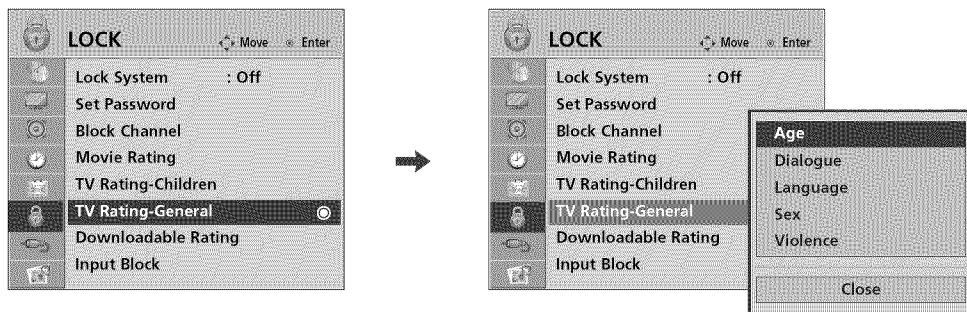 LOCK
Move Enter
Lock System : Off
Set Password
Block Channel
Movie Rating
TV Rating-Children
TV Rating-General
Downloadable Rating
Input Block
LOCK
Move Enter
Lock System : Off
Set Password
Block Channel
Movie Rating
TV Rating-Children
TV Rating-General
Downloadable Rating
Input Block
Age
Dialogue
Language
Sex
Violence
Close